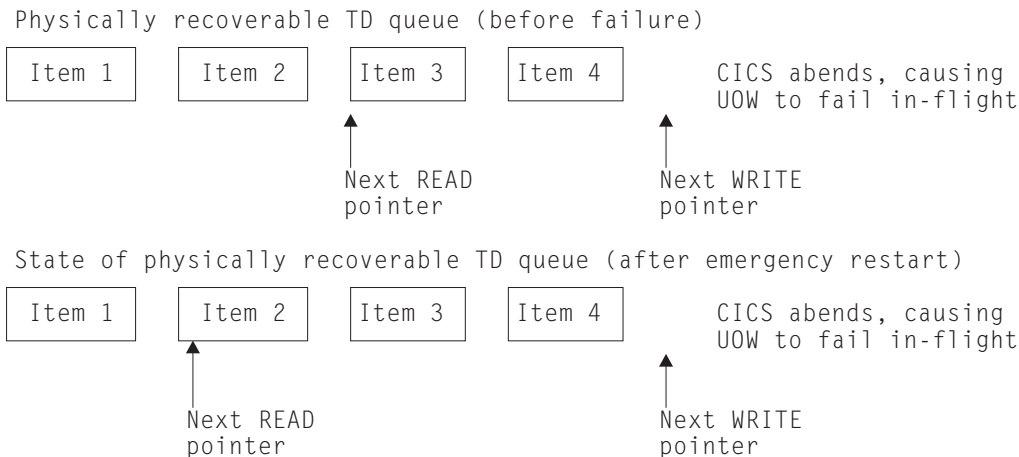 Physically recoverable TD queue (before failure)
Item 1 Item 2 Item 3 Item 4 CICS abends, causing
UOW to fail in-flight
Next READ Next WRITE
pointer pointer
State of physically recoverable TD queue (after emergency restart)
Item 1 Item 2 Item 3 Item 4 CICS abends, causing
UOW to fail in-flight
Next READ Next WRITE
pointer pointer